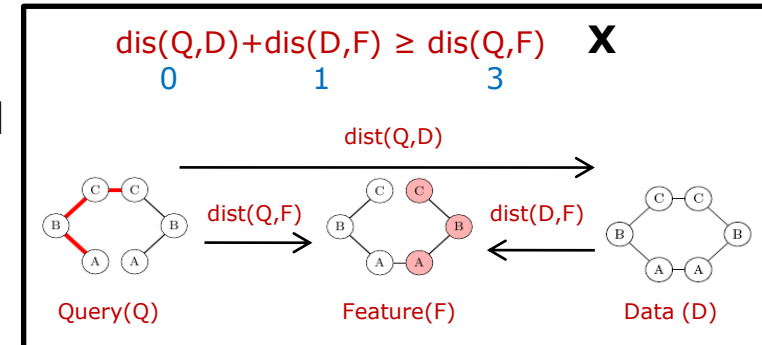 dis(Q,D)+dis(D,F) ≥ dis(Q,F) X
0 1 3
dist(Q,D)
C C C C C C
dist(Q,F) dist(D,F)
B B B B B B
A A A A A A
Query(Q) Feature(F) Data (D)